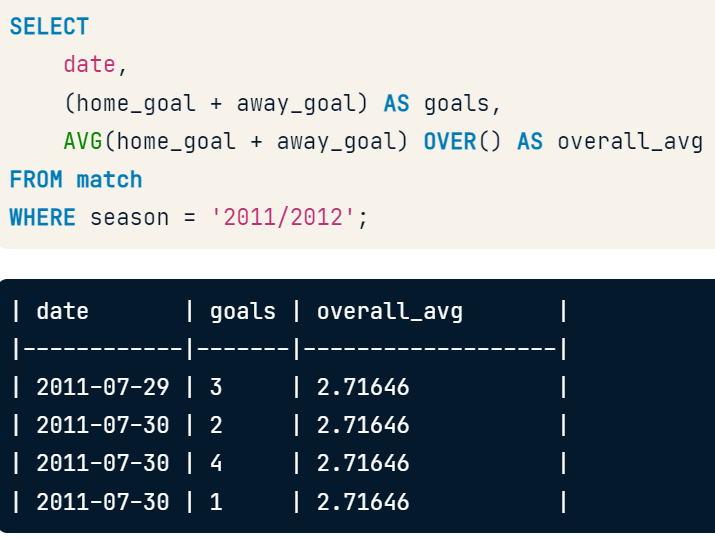 SELECT
date,
(home_goal + away_goal) AS goals,
AVG(home_goal + away_goal) OVER() AS overall_avg
FROM match
WHERE season = '2011/2012';
| date | goals | overall_avg |
|------------|-------|-------------------|
| 2011-07-29 | 3 | 2.71646 |
| 2011-07-30 | 2 | 2.71646 |
| 2011-07-30 | 4 | 2.71646 |
| 2011-07-30 | 1 | 2.71646 |